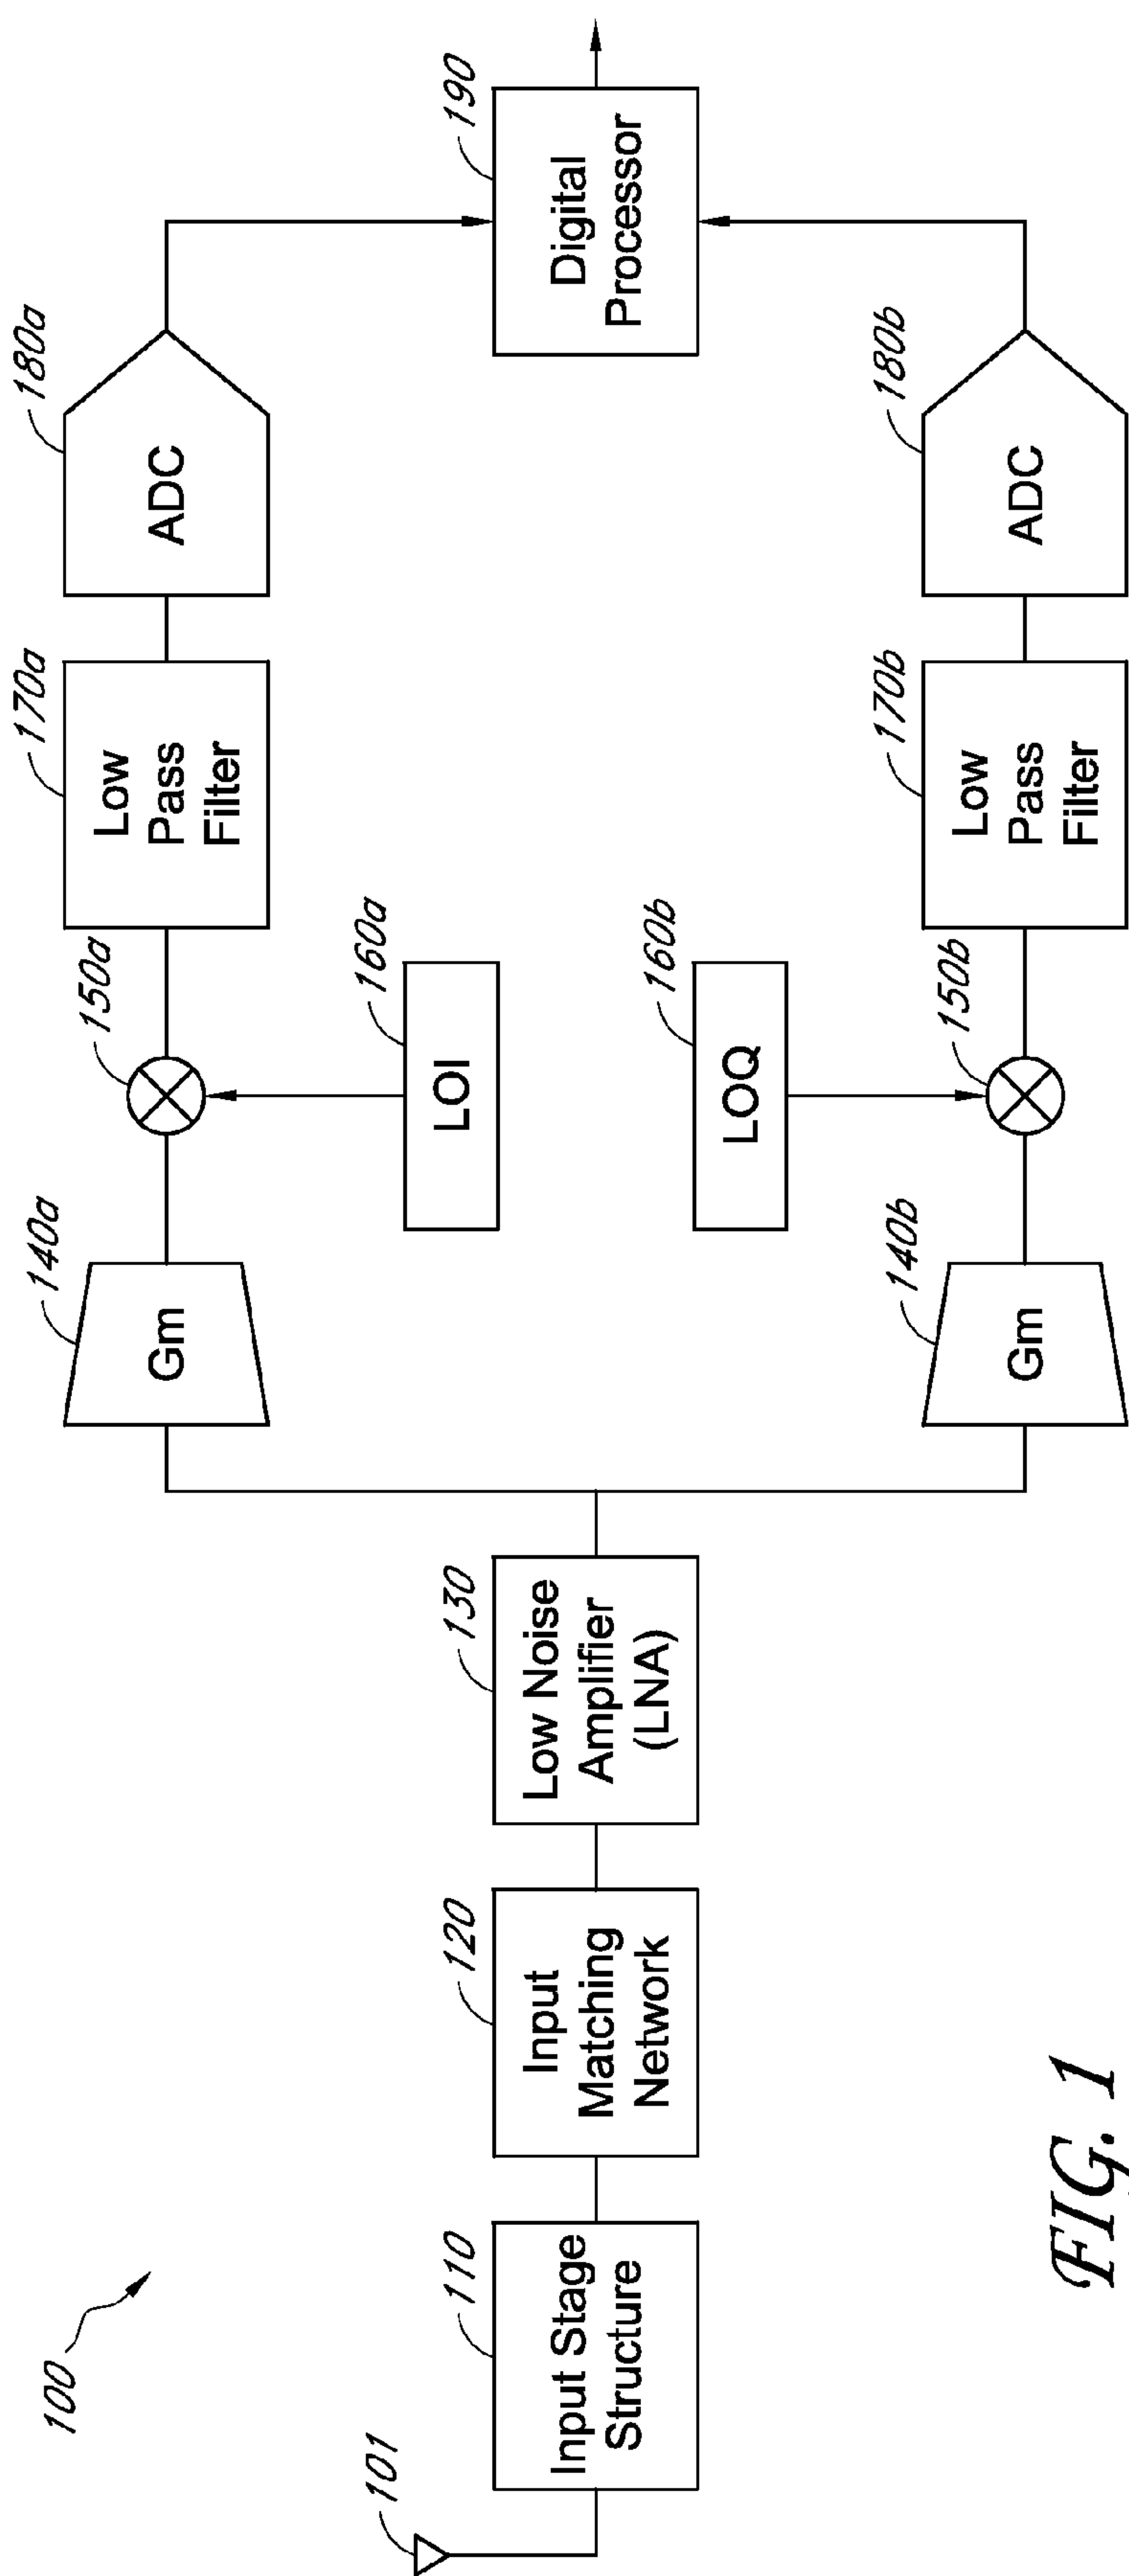 100
101
110
Input Stage
Structure
120
Input
Matching
Network
130
Low Noise
Amplifier
(LNA)
140a
Gm
150a
160a
LOI
170a
Low
Pass
Filter
180a
ADC
140b
Gm
150b
160b
LOQ
170b
Low
Pass
Filter
180b
ADC
190
Digital
Processor
FIG. 1